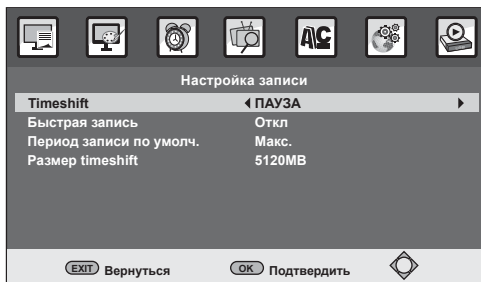 AC
Настройка записи
Timeshift ПАУЗА
Быстрая запись Откл
Период записи по умолч. Макс.
Размер timeshift 5120MB
EXIT Вернуться OK Подтвердить